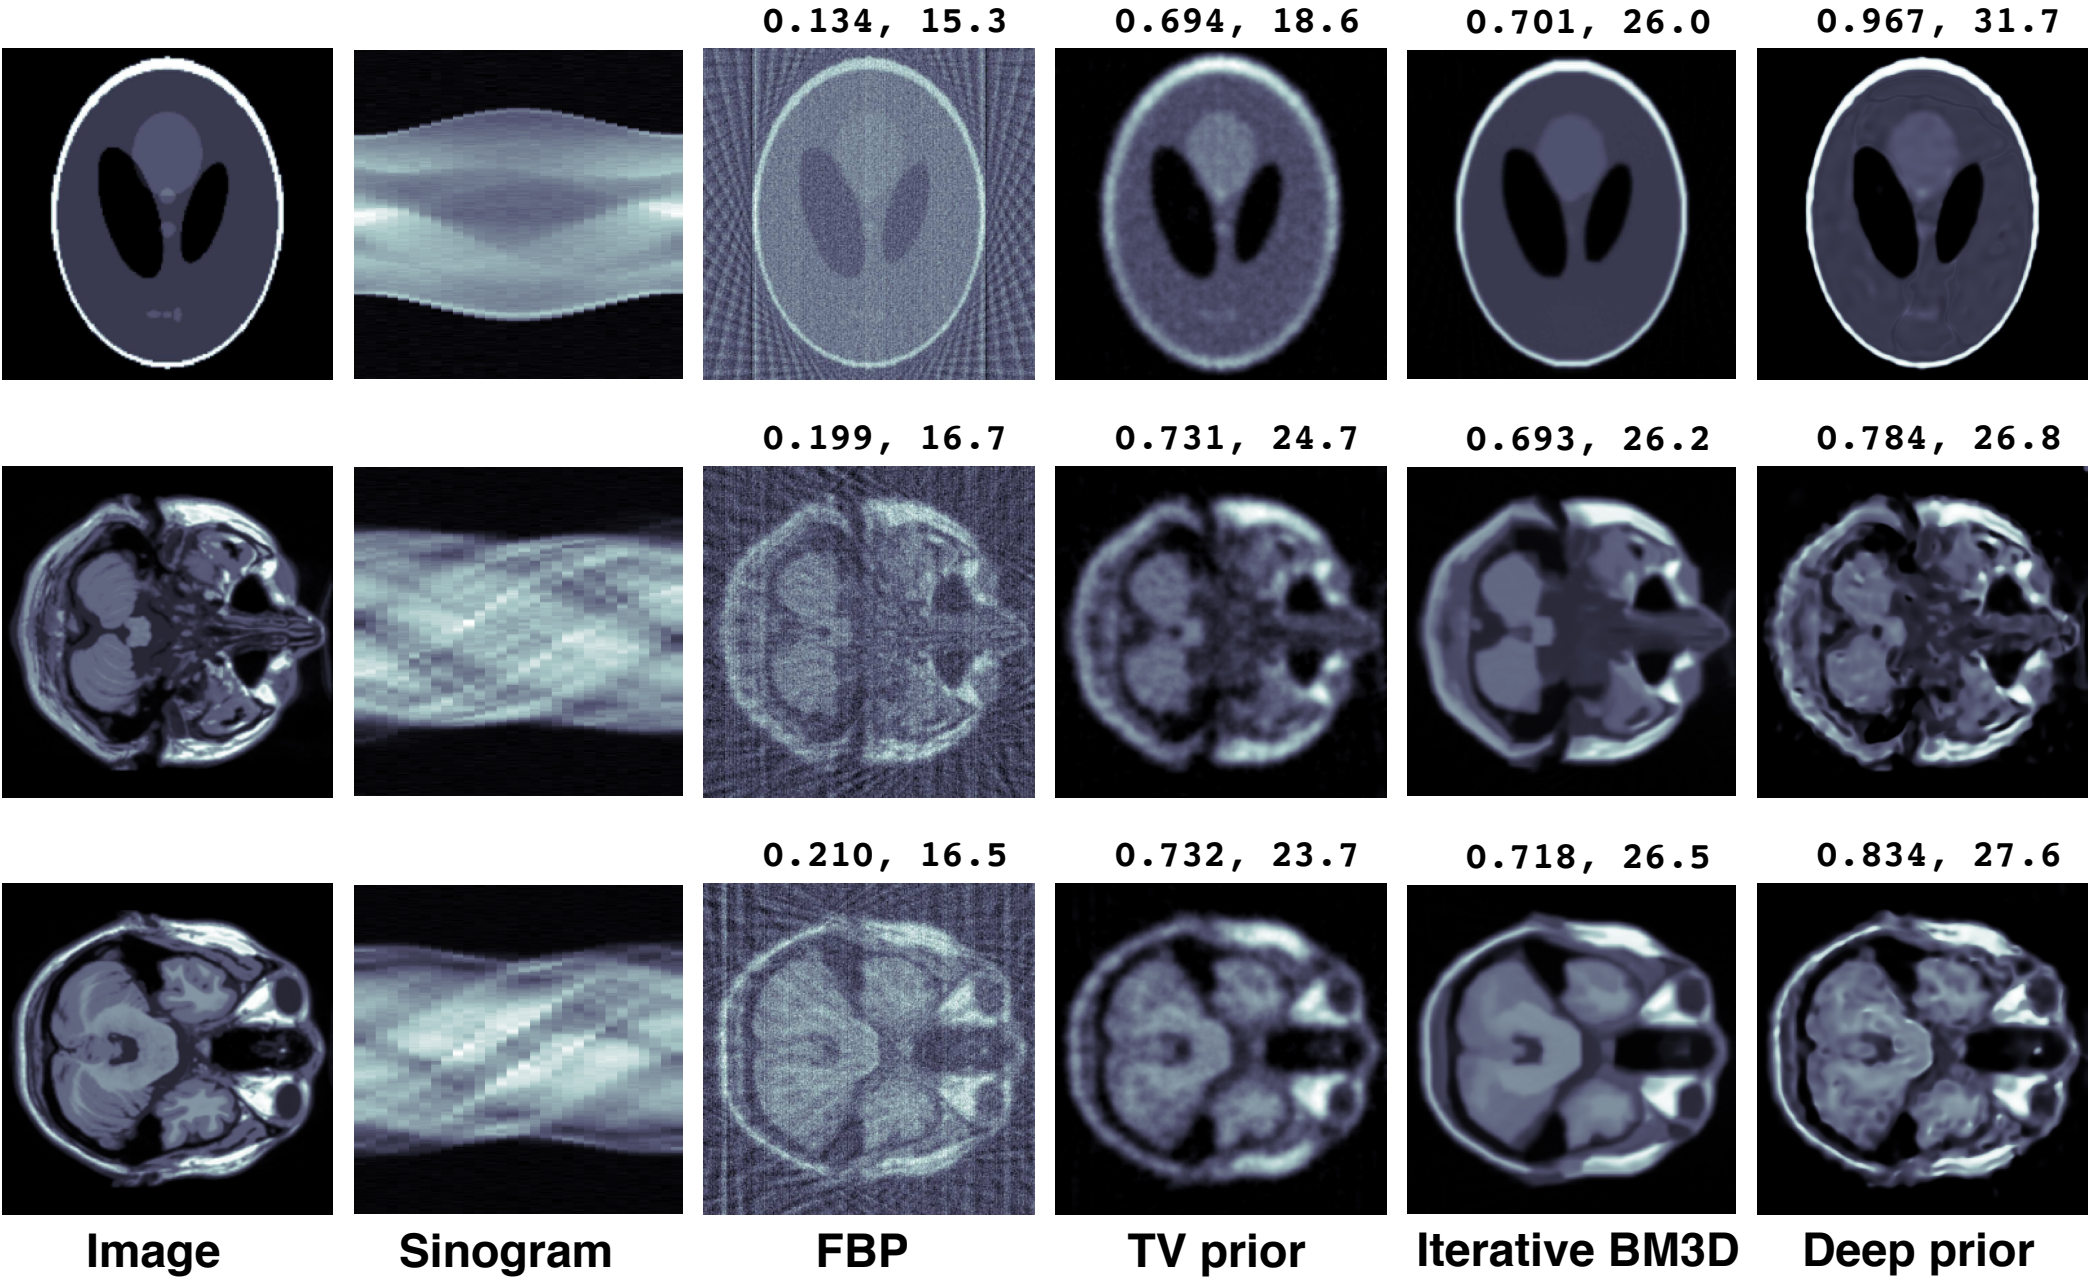 0.134, 15.3 0.694, 18.6 0.701, 26.0 0.967, 31.7
0.199, 16.7 0.731, 24.7 0.693, 26.2 0.784, 26.8
0.210, 16.5 0.732, 23.7 0.718, 26.5 0.834, 27.6
Image Sinogram FBP TV prior Iterative BM3D Deep prior